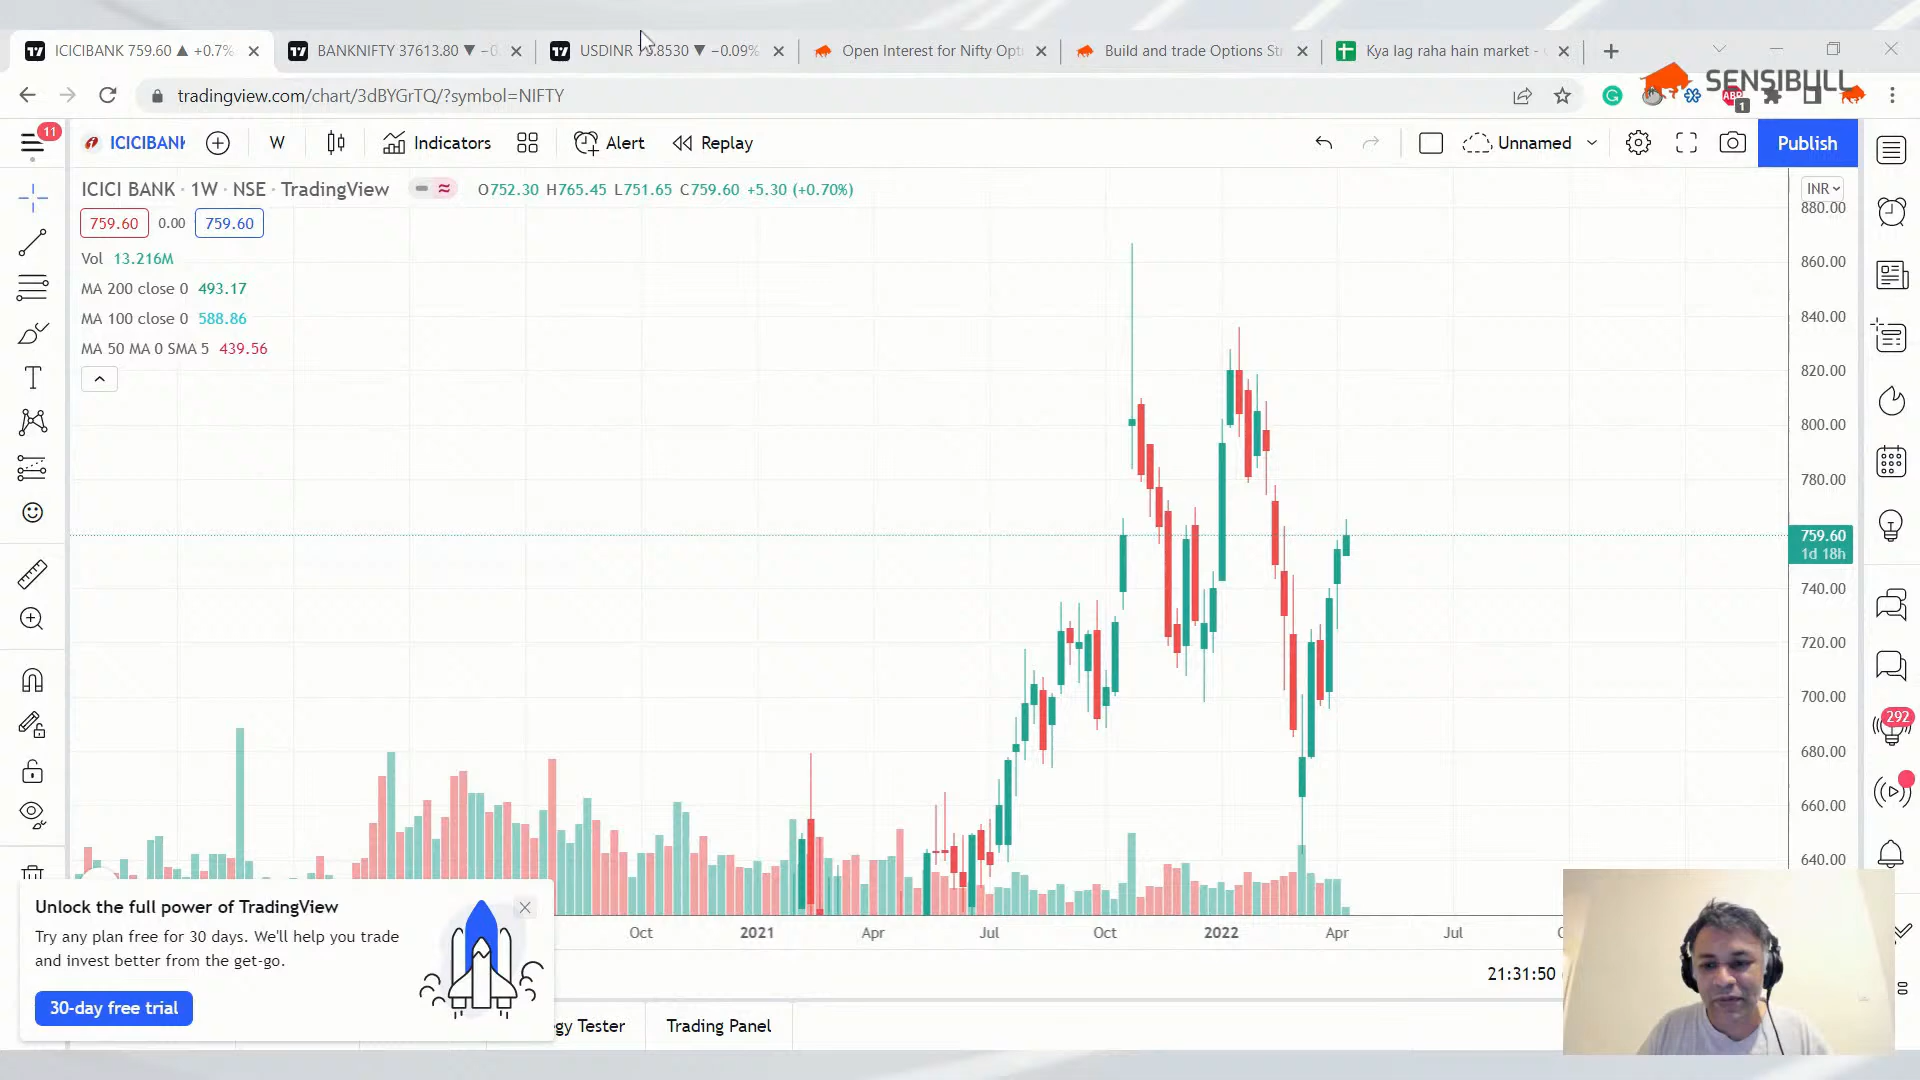 ICICIBANK 759.60 ▲ +0.7%
BANKNIFTY 37613.80 ▼ −0
USDINR .8530 ▼ −0.09%
Open Interest for Nifty Opti
Build and trade Options Str
Kya lag raha hain market -
tradingview.com/chart/3dBYGrTQ/?symbol=NIFTY
SENSIBULL
ABP
1
11
ICICIBANK
W
Indicators
Alert
Replay
Unnamed
Publish
ICICI BANK · 1W · NSE · TradingView
O752.30 H765.45 L751.65 C759.60 +5.30 (+0.70%)
INR
759.60 0.00 759.60
Vol 13.216M
MA 200 close 0 493.17
MA 100 close 0 588.86
MA 50 MA 0 SMA 5 439.56
880.00
860.00
840.00
820.00
800.00
780.00
759.60
1d 18h
740.00
720.00
700.00
680.00
660.00
640.00
292
Oct 2021 Apr Jul Oct 2022 Apr Jul
21:31:50
Unlock the full power of TradingView
Try any plan free for 30 days. We'll help you trade
and invest better from the get-go.
30-day free trial
gy Tester
Trading Panel